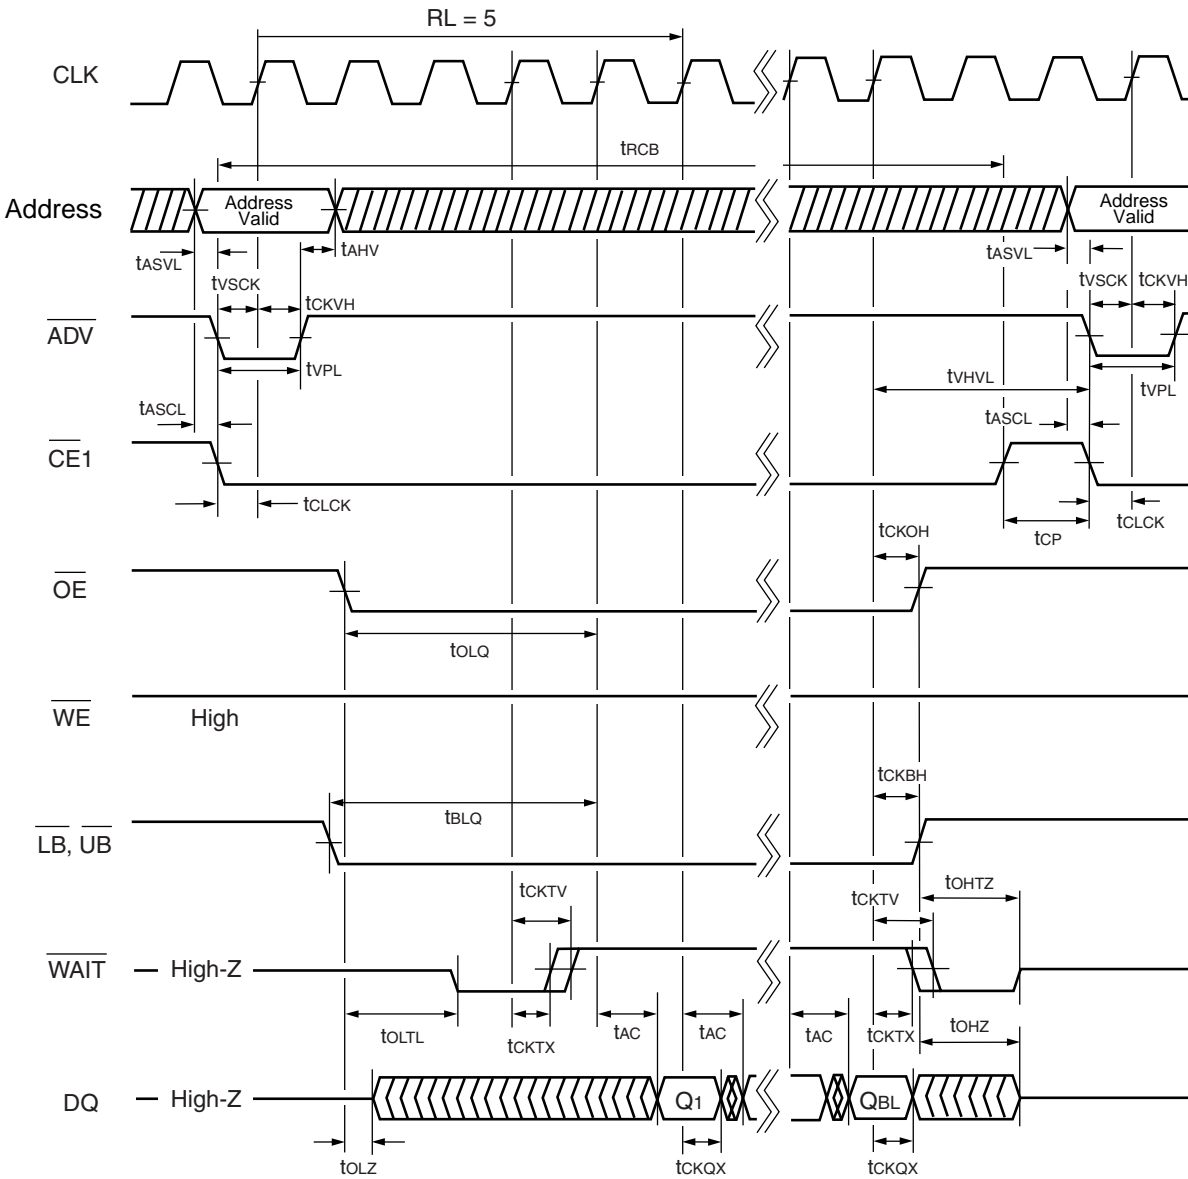 RL = 5
CLK
tRCB
Address
Address Valid
Address Valid
tASVL
tAHV
tASVL
tVSCK
tCKVH
tVSCK
tCKVH
ADV
tVPL
tVHVL
tVPL
tASCL
tASCL
CE1
tCLCK
tCLCK
tCP
tCKOH
OE
tOLQ
WE
High
tCKBH
tBLQ
LB, UB
tCKTV
tCKTV
tOHTZ
WAIT
High-Z
tOLTL
tCKTX
tAC
tAC
tAC
tCKTX
tOHZ
DQ
High-Z
Q1
QBL
tOLZ
tCKQX
tCKQX